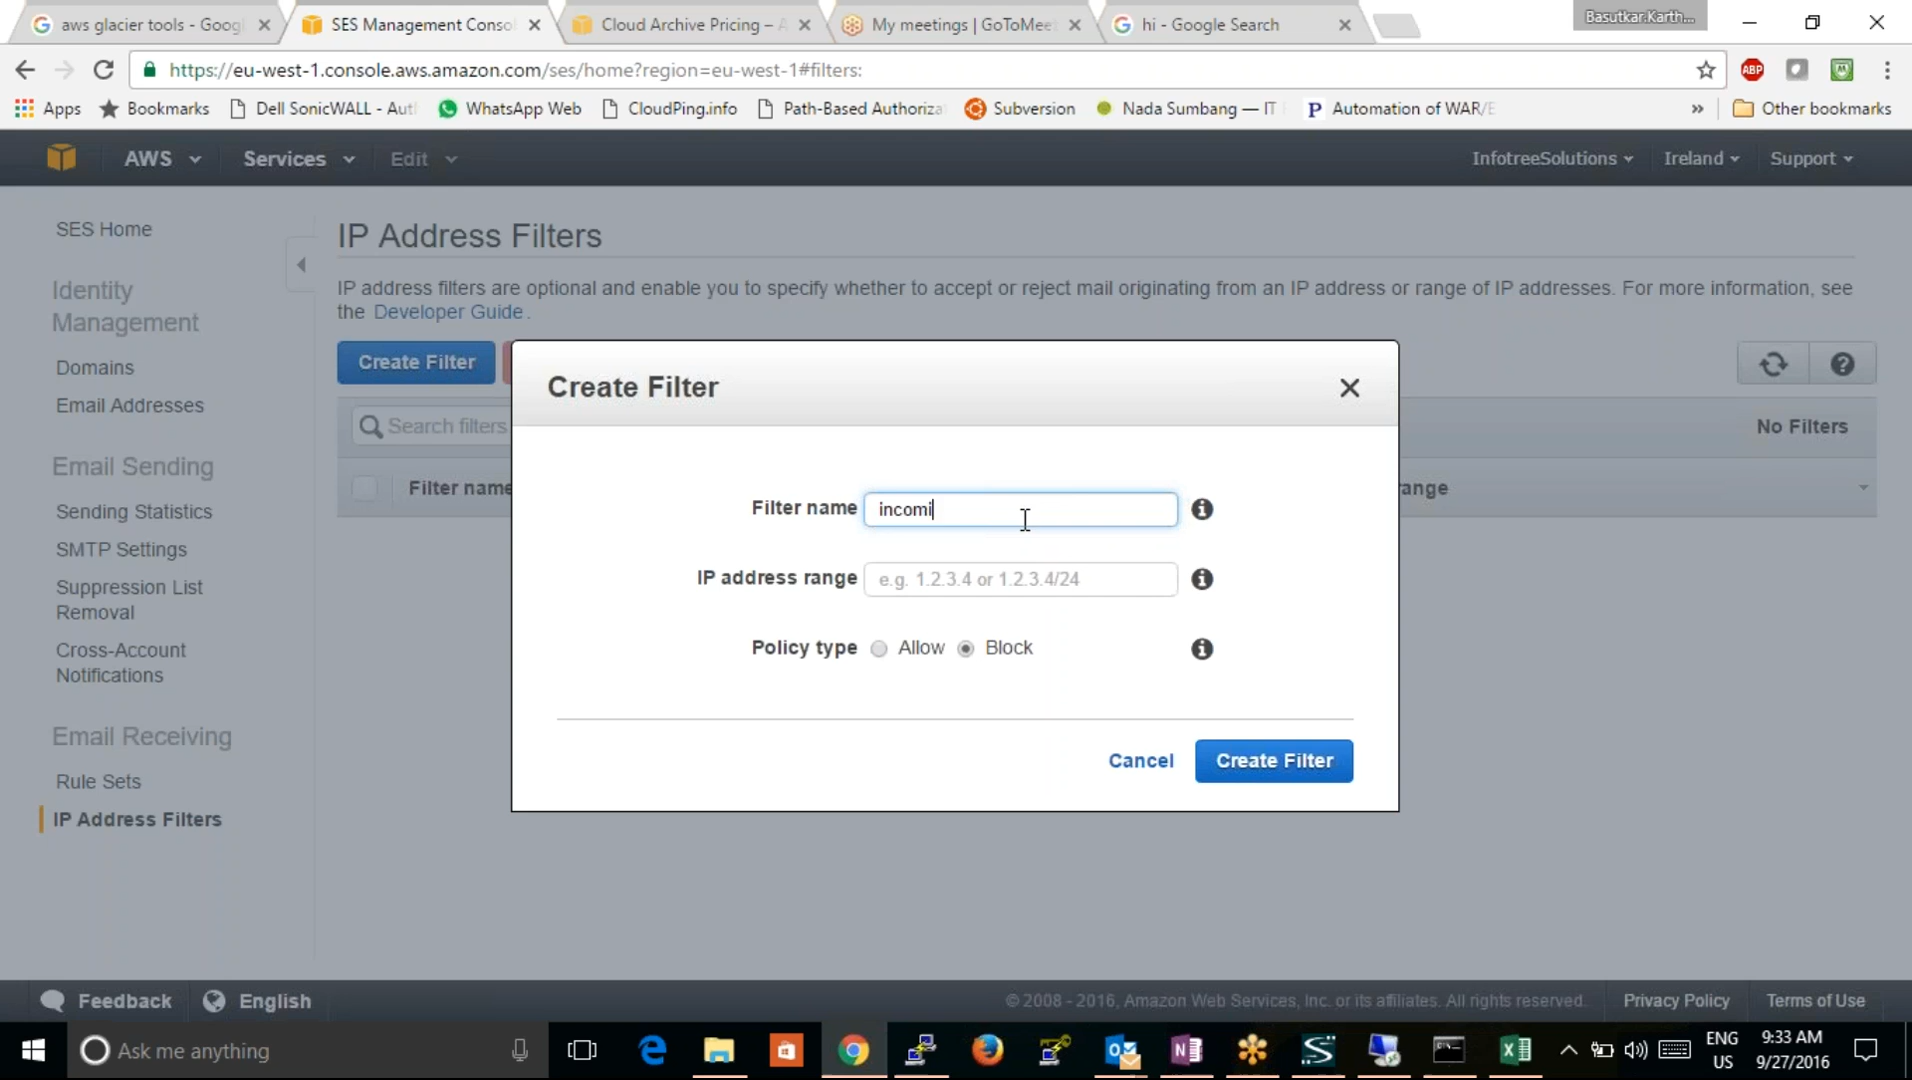 aws glacier tools - Goog
SES Management Conso
Cloud Archive Pricing – A
My meetings | GoToMeet
hi - Google Search
Basutkar.Karth...
https://eu-west-1.console.aws.amazon.com/ses/home?region=eu-west-1#filters:
ABP
Apps
Bookmarks
Dell SonicWALL - Aut
WhatsApp Web
CloudPing.info
Path-Based Authoriza
Subversion
Nada Sumbang — IT
Automation of WAR/E
»
Other bookmarks
AWS
Services
Edit
InfotreeSolutions
Ireland
Support
SES Home
Identity
Management
Domains
Email Addresses
Email Sending
Sending Statistics
SMTP Settings
Suppression List
Removal
Cross-Account
Notifications
Email Receiving
Rule Sets
IP Address Filters
IP Address Filters
IP address filters are optional and enable you to specify whether to accept or reject mail originating from an IP address or range of IP addresses. For more information, see
the Developer Guide.
Create Filter
Search filters
No Filters
Filter name
range
Create Filter
Filter name incomi
IP address range e.g. 1.2.3.4 or 1.2.3.4/24
Policy type Allow Block
Cancel
Create Filter
Feedback
English
© 2008 - 2016, Amazon Web Services, Inc. or its affiliates. All rights reserved.
Privacy Policy
Terms of Use
Ask me anything
ENG
US
9:33 AM
9/27/2016